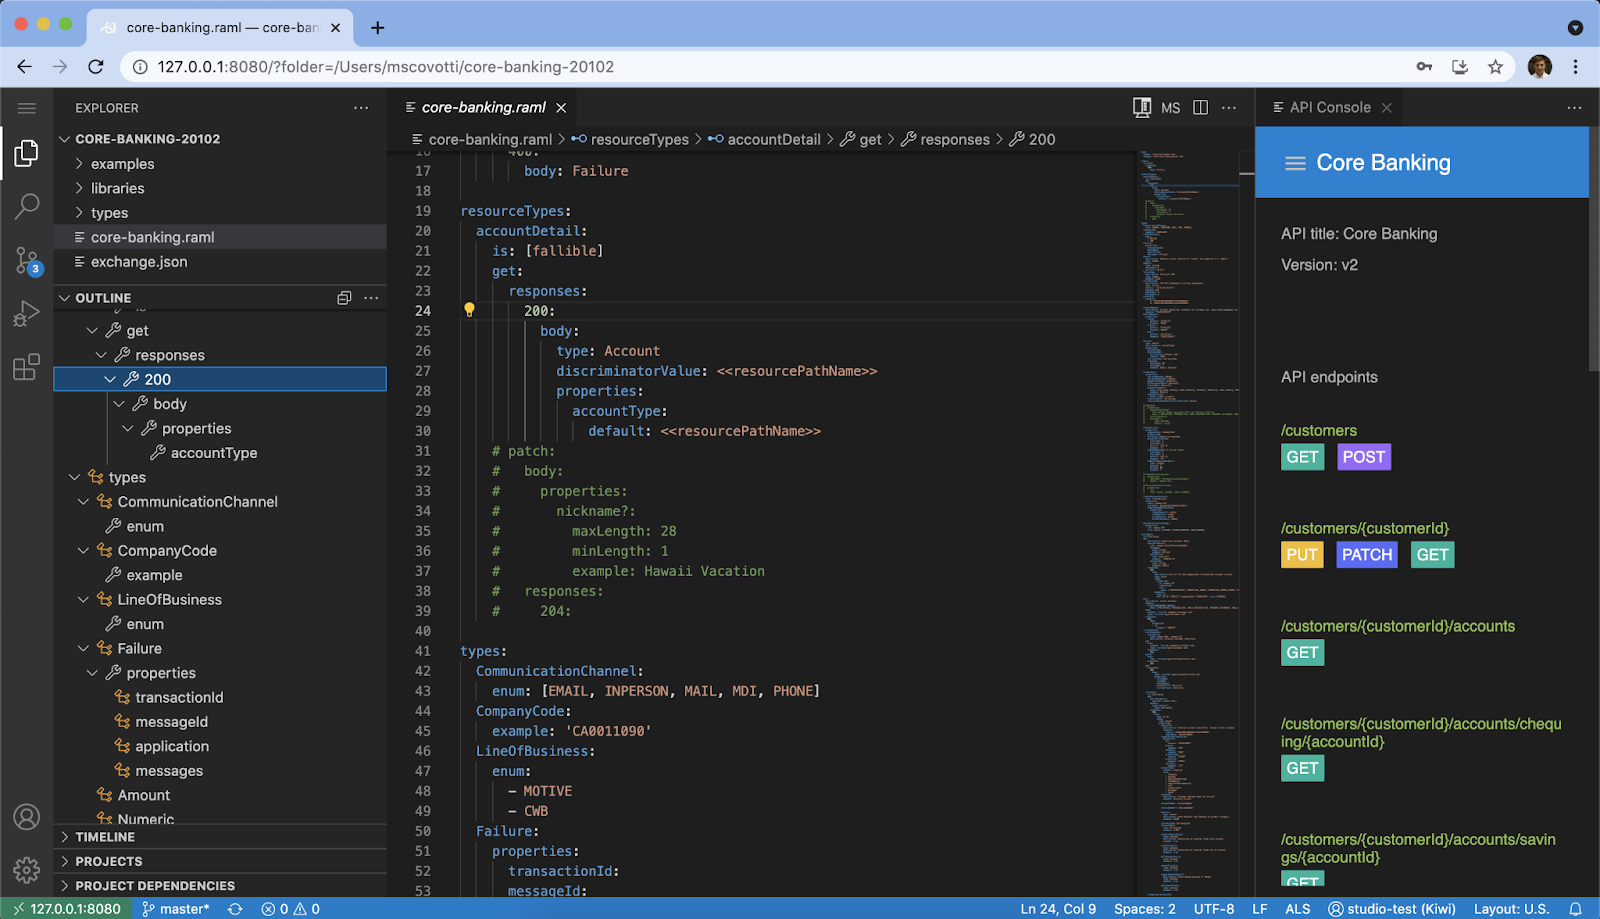 core-banking.raml — core-ban
127.0.0.1:8080/?folder=/Users/mscovotti/core-banking-20102
EXPLORER
CORE-BANKING-20102
examples
libraries
types
core-banking.raml
exchange.json
OUTLINE
get
responses
200
body
properties
accountType
types
CommunicationChannel
enum
CompanyCode
example
LineOfBusiness
enum
Failure
properties
transactionId
messageId
application
messages
Amount
Numeric
TIMELINE
PROJECTS
PROJECT DEPENDENCIES
3
core-banking.raml
MS
core-banking.raml > resourceTypes > accountDetail > get > responses > 200
16 400:
17 body: Failure
18
19 resourceTypes:
20 accountDetail:
21 is: [fallible]
22 get:
23 responses:
24 200:
25 body:
26 type: Account
27 discriminatorValue: <<resourcePathName>>
28 properties:
29 accountType:
30 default: <<resourcePathName>>
31 # patch:
32 # body:
33 # properties:
34 # nickname?:
35 # maxLength: 28
36 # minLength: 1
37 # example: Hawaii Vacation
38 # responses:
39 # 204:
40
41 types:
42 CommunicationChannel:
43 enum: [EMAIL, INPERSON, MAIL, MDI, PHONE]
44 CompanyCode:
45 example: 'CA0011090'
46 LineOfBusiness:
47 enum:
48 - MOTIVE
49 - CWB
50 Failure:
51 properties:
52 transactionId:
53 messageId:
API Console
Core Banking
API title: Core Banking
Version: v2
API endpoints
/customers
GET POST
/customers/{customerId}
PUT PATCH GET
/customers/{customerId}/accounts
GET
/customers/{customerId}/accounts/chequ
ing/{accountId}
GET
/customers/{customerId}/accounts/savin
gs/{accountId}
GET
127.0.0.1:8080 master* 0 0 Ln 24, Col 9 Spaces: 2 UTF-8 LF ALS studio-test (Kiwi) Layout: U.S.